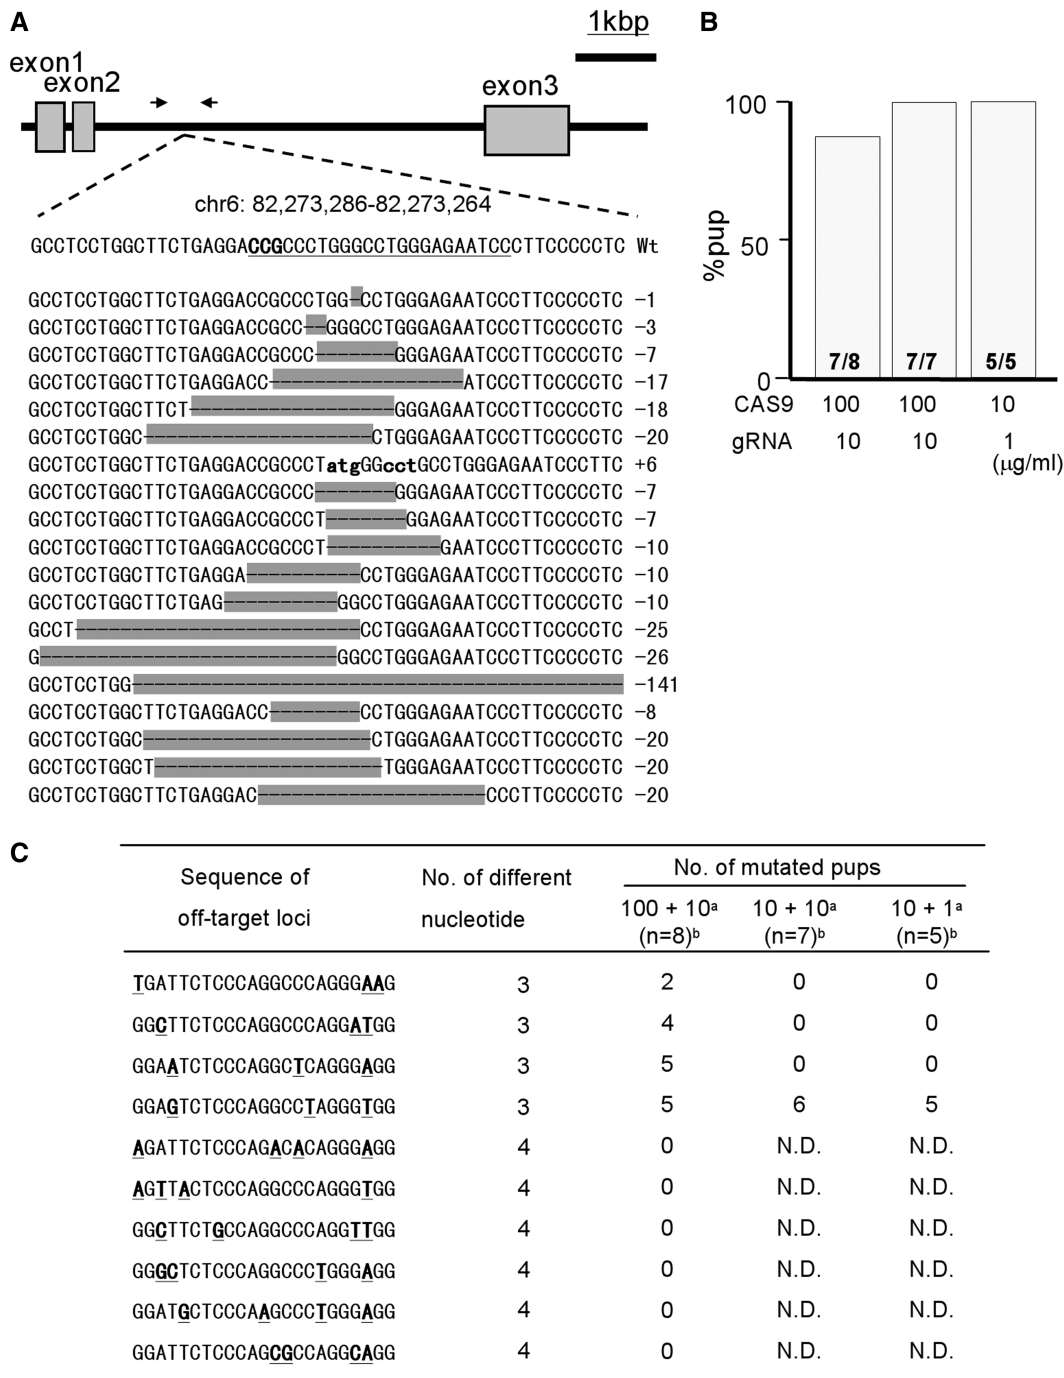 A
1kbp
exon1
exon2
exon3
chr6: 82,273,286-82,273,264
GCCTCCTGGCTTCTGAGGACCGCCCTGGGCCTGGGAGAATCCCTTCCCCCTC Wt
GCCTCCTGGCTTCTGAGGACCGCCCTGG-CCTGGGAGAATCCCTTCCCCCTC -1
GCCTCCTGGCTTCTGAGGACCGCC--GGGCCTGGGAGAATCCCTTCCCCCTC -3
GCCTCCTGGCTTCTGAGGACCGCCC-------GGGAGAATCCCTTCCCCCTC -7
GCCTCCTGGCTTCTGAGGACC-----------------ATCCCTTCCCCCTC -17
GCCTCCTGGCTTCT------------------GGGAGAATCCCTTCCCCCTC -18
GCCTCCTGGC--------------------CTGGGAGAATCCCTTCCCCCTC -20
GCCTCCTGGCTTCTGAGGACCGCCCTatgGGcctGCCTGGGAGAATCCCTTC +6
GCCTCCTGGCTTCTGAGGACCGCCC-------GGGAGAATCCCTTCCCCCTC -7
GCCTCCTGGCTTCTGAGGACCGCCCT-------GGAGAATCCCTTCCCCCTC -7
GCCTCCTGGCTTCTGAGGACCGCCCT----------GAATCCCTTCCCCCTC -10
GCCTCCTGGCTTCTGAGGA----------CCTGGGAGAATCCCTTCCCCCTC -10
GCCTCCTGGCTTCTGAG----------GGCCTGGGAGAATCCCTTCCCCCTC -10
GCCT-------------------------CCTGGGAGAATCCCTTCCCCCTC -25
G--------------------------GGCCTGGGAGAATCCCTTCCCCCTC -26
GCCTCCTGG------------------------------------------- -141
GCCTCCTGGCTTCTGAGGACC--------CCTGGGAGAATCCCTTCCCCCTC -8
GCCTCCTGGC--------------------CTGGGAGAATCCCTTCCCCCTC -20
GCCTCCTGGCT--------------------TGGGAGAATCCCTTCCCCCTC -20
GCCTCCTGGCTTCTGAGGAC--------------------CCCTTCCCCCTC -20
B
%pup
100
50
0
7/8 7/7 5/5
CAS9 100 100 10
gRNA 10 10 1
(µg/ml)
C
Sequence of
off-target loci
No. of different
nucleotide
No. of mutated pups
100 + 10ᵃ 10 + 10ᵃ 10 + 1ᵃ
(n=8)ᵇ (n=7)ᵇ (n=5)ᵇ
TGATTCTCCCAGGCCCAGGGAAG 3 2 0 0
GGCTTCTCCCAGGCCCAGGATGG 3 4 0 0
GGAATCTCCCAGGCTCAGGGAGG 3 5 0 0
GGAGTCTCCCAGGCCTAGGGTGG 3 5 6 5
AGATTCTCCCAGACACAGGGAGG 4 0 N.D. N.D.
AGTTACTCCCAGGCCCAGGGTGG 4 0 N.D. N.D.
GGCTTCTGCCAGGCCCAGGTTGG 4 0 N.D. N.D.
GGGCTCTCCCAGGCCCTGGGAGG 4 0 N.D. N.D.
GGATGCTCCCAAGCCCTGGGAGG 4 0 N.D. N.D.
GGATTCTCCCAGCGCCAGGCAGG 4 0 N.D. N.D.